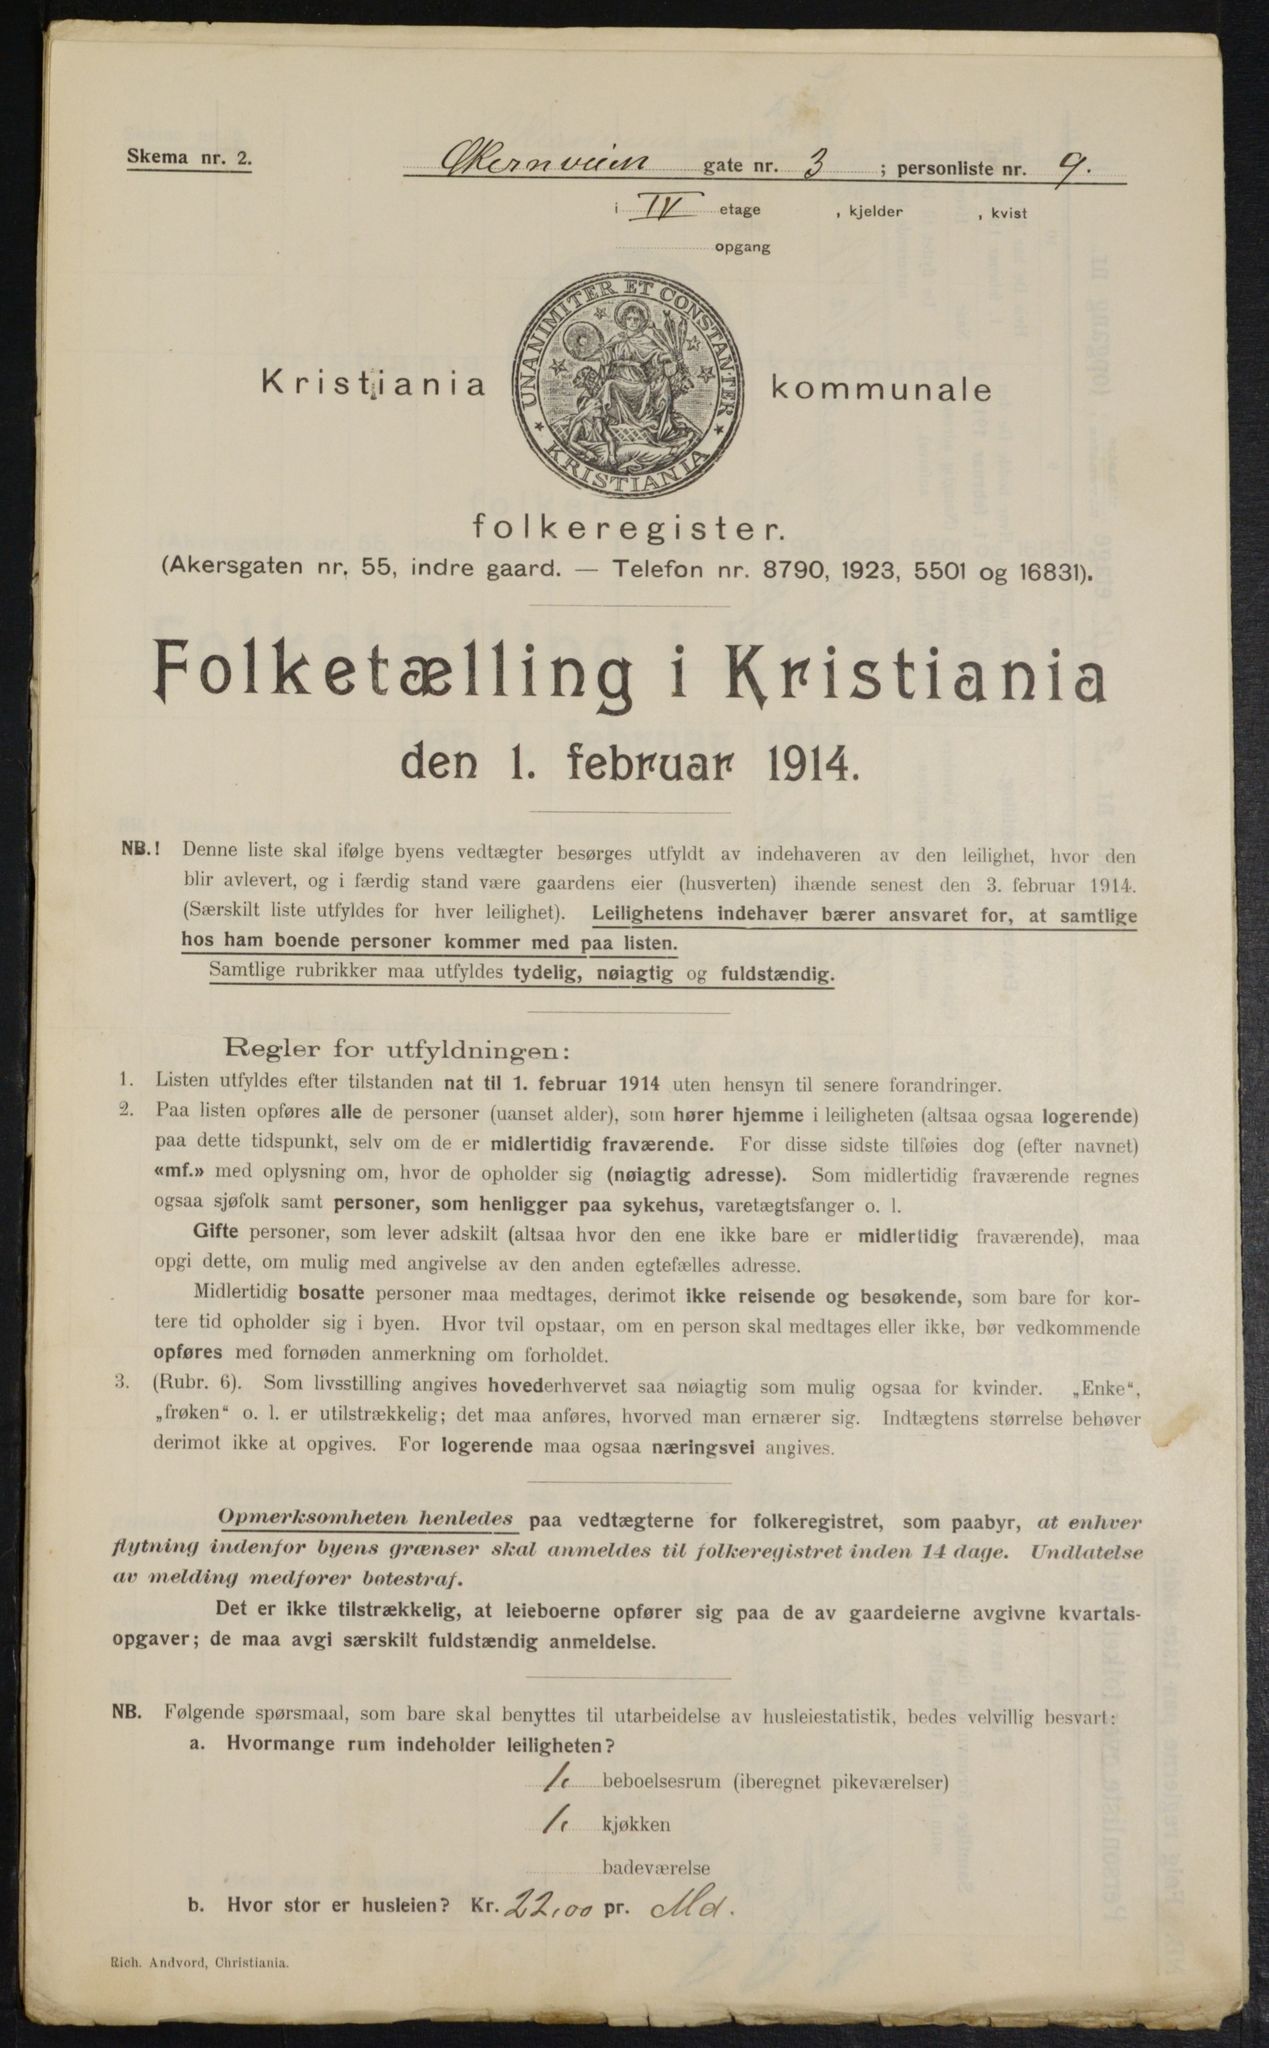 Skema nr. 2.
Økernveien gate nr. 3 ; personliste nr. 9.
i IV etage , kjelder , kvist
opgang
UNANIMITER ET CONSTANTER
KRISTIANIA
Kristiania kommunale
folkeregister.
(Akersgaten nr. 55, indre gaard. — Telefon nr. 8790, 1923, 5501 og 16831).
Folketælling i Kristiania
den 1. februar 1914.
NB.! Denne liste skal ifølge byens vedtægter besørges utfyldt av indehaveren av den leilighet, hvor den
blir avlevert, og i færdig stand være gaardens eier (husverten) ihænde senest den 3. februar 1914.
(Særskilt liste utfyldes for hver leilighet). Leilighetens indehaver bærer ansvaret for, at samtlige
hos ham boende personer kommer med paa listen.
Samtlige rubrikker maa utfyldes tydelig, nøiagtig og fuldstændig.
Regler for utfyldningen:
1. Listen utfyldes efter tilstanden nat til 1. februar 1914 uten hensyn til senere forandringer.
2. Paa listen opføres alle de personer (uanset alder), som hører hjemme i leiligheten (altsaa ogsaa logerende)
paa dette tidspunkt, selv om de er midlertidig fraværende. For disse sidste tilføies dog (efter navnet)
«mf.» med oplysning om, hvor de opholder sig (nøiagtig adresse). Som midlertidig fraværende regnes
ogsaa sjøfolk samt personer, som henligger paa sykehus, varetægtsfanger o. l.
Gifte personer, som lever adskilt (altsaa hvor den ene ikke bare er midlertidig fraværende), maa
opgi dette, om mulig med angivelse av den anden egtefælles adresse.
Midlertidig bosatte personer maa medtages, derimot ikke reisende og besøkende, som bare for kor-
tere tid opholder sig i byen. Hvor tvil opstaar, om en person skal medtages eller ikke, bør vedkommende
opføres med fornøden anmerkning om forholdet.
3. (Rubr. 6). Som livsstilling angives hovederhvervet saa nøiagtig som mulig ogsaa for kvinder. „Enke“,
„frøken“ o. l. er utilstrækkelig; det maa anføres, hvorved man ernærer sig. Indtægtens størrelse behøver
derimot ikke at opgives. For logerende maa ogsaa næringsvei angives.
Opmerksomheten henledes paa vedtægterne for folkeregistret, som paabyr, at enhver
flytning indenfor byens grænser skal anmeldes til folkeregistret inden 14 dage. Undlatelse
av melding medfører bøtestraf.
Det er ikke tilstrækkelig, at leieboerne opfører sig paa de av gaardeierne avgivne kvartals-
opgaver; de maa avgi særskilt fuldstændig anmeldelse.
NB. Følgende spørsmaal, som bare skal benyttes til utarbeidelse av husleiestatistik, bedes velvillig besvart:
a. Hvormange rum indeholder leiligheten?
1 beboelsesrum (iberegnet pikeværelser)
1 kjøkken
badeværelse
b. Hvor stor er husleien? Kr. 22,00 pr. Md.
Rich. Andvord, Christiania.